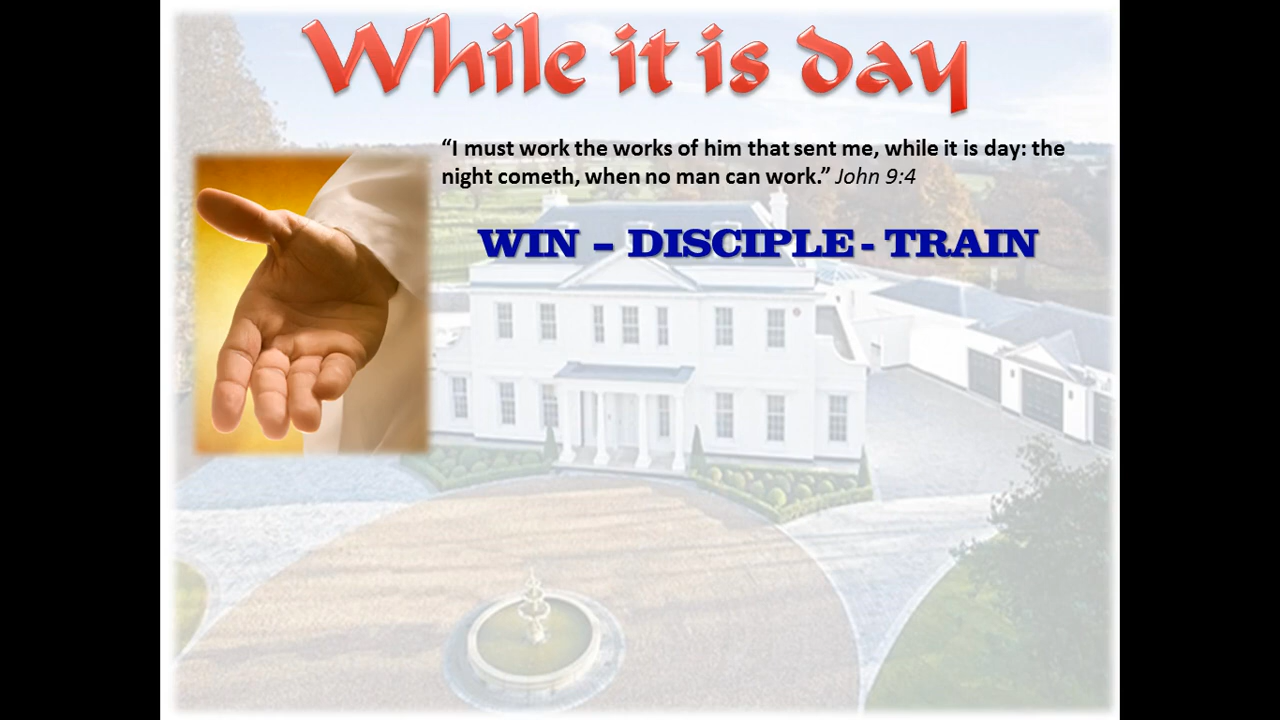 While it is day
“I must work the works of him that sent me, while it is day: the
night cometh, when no man can work.” John 9:4
WIN – DISCIPLE - TRAIN